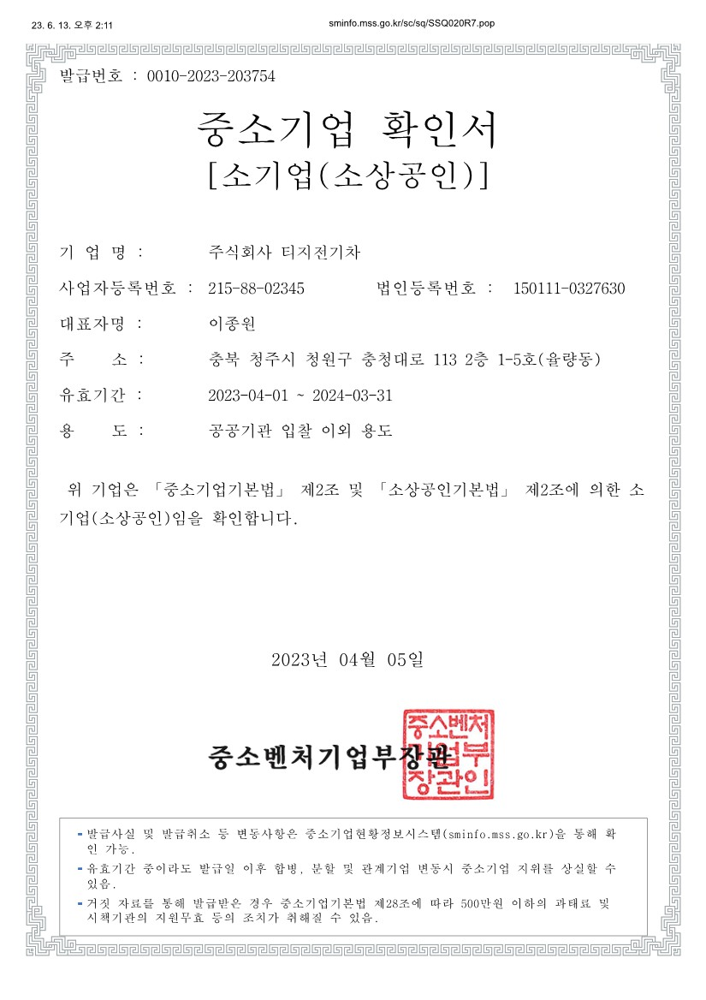 23. 6. 13. 오후 2:11
sminfo.mss.go.kr/sc/sq/SSQ020R7.pop
발급번호 : 0010-2023-203754
중소기업 확인서
[소기업(소상공인)]
기 업 명 : 주식회사 티지전기차
사업자등록번호 : 215-88-02345 법인등록번호 : 150111-0327630
대표자명 : 이종원
주 소 : 충북 청주시 청원구 충청대로 113 2층 1-5호(율량동)
유효기간 : 2023-04-01 ~ 2024-03-31
용 도 : 공공기관 입찰 이외 용도
위 기업은 「중소기업기본법」 제2조 및 「소상공인기본법」 제2조에 의한 소
기업(소상공인)임을 확인합니다.
2023년 04월 05일
중소벤처기업부장관
중소벤처
기업부
장관인
- 발급사실 및 발급취소 등 변동사항은 중소기업현황정보시스템(sminfo.mss.go.kr)을 통해 확
인 가능.
- 유효기간 중이라도 발급일 이후 합병, 분할 및 관계기업 변동시 중소기업 지위를 상실할 수
있음.
- 거짓 자료를 통해 발급받은 경우 중소기업기본법 제28조에 따라 500만원 이하의 과태료 및
시책기관의 지원무효 등의 조치가 취해질 수 있음.